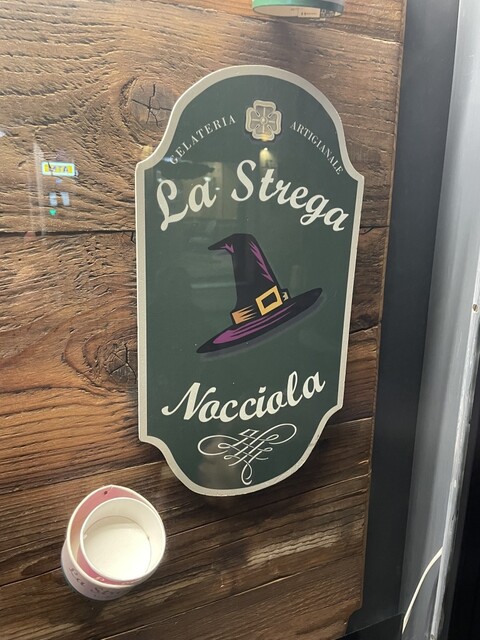 GELATERIA ARTIGIANALE
La Strega
Nocciola